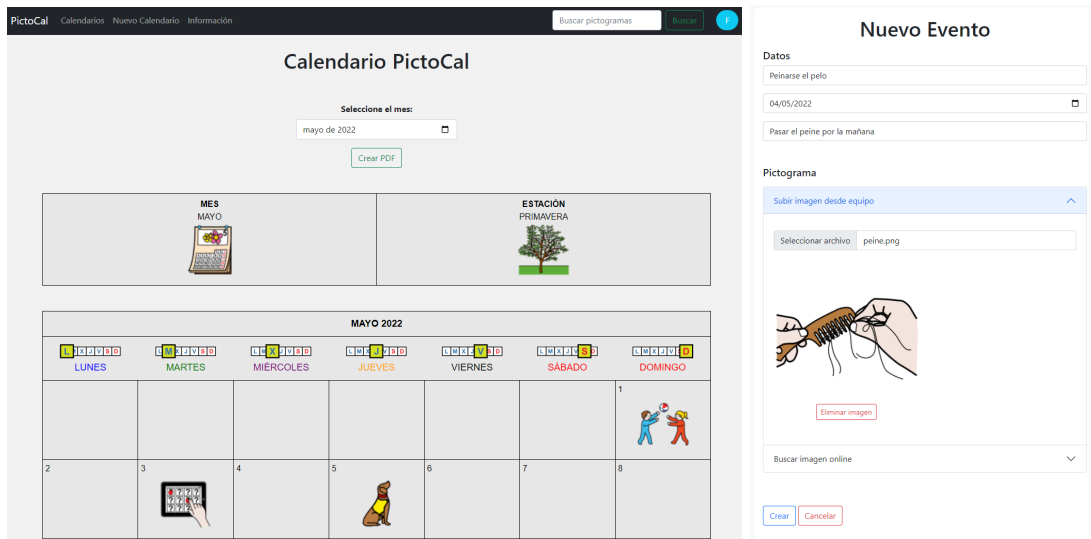 PictoCal Calendarios Nuevo Calendario Información Buscar pictogramas Buscar F
Calendario PictoCal
Seleccione el mes:
mayo de 2022
Crear PDF
MES
MAYO
ESTACIÓN
PRIMAVERA
MAYO 2022
L M X J V S D
L M X J V S D
L M X J V S D
L M X J V S D
L M X J V S D
L M X J V S D
L M X J V S D
LUNES MARTES MIÉRCOLES JUEVES VIERNES SÁBADO DOMINGO
1
2 3 4 5 6 7 8
Nuevo Evento
Datos
Peinarse el pelo
04/05/2022
Pasar el peine por la mañana
Pictograma
Subir imagen desde equipo
Seleccionar archivo peine.png
Eliminar imagen
Buscar imagen online
Crear Cancelar